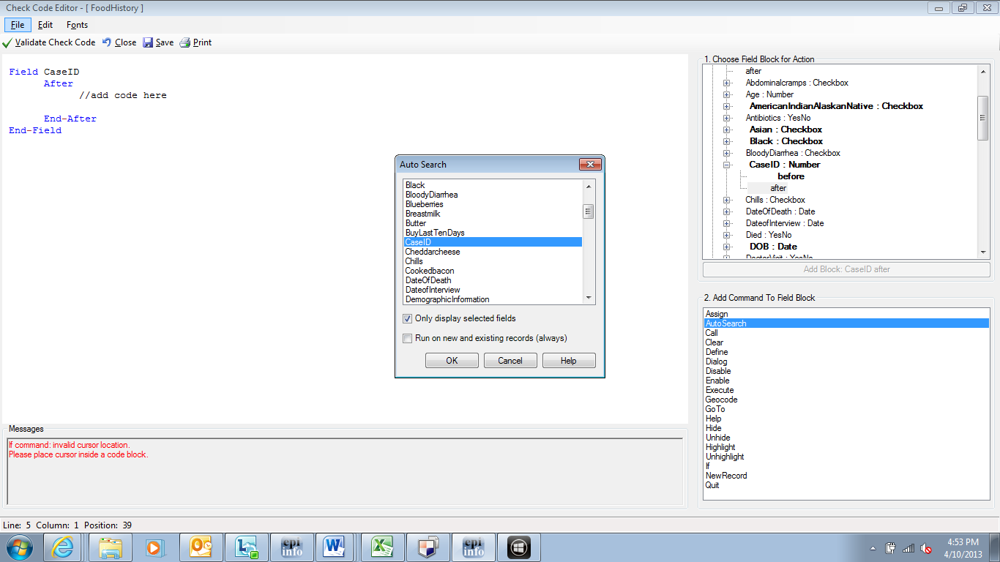 Check Code Editor - [ FoodHistory ]
File Edit Fonts
Validate Check Code Close Save Print
Field CaseID
After
//add code here
End-After
End-Field
1. Choose Field Block for Action
after
Abdominalcramps : Checkbox
Age : Number
AmericanIndianAlaskanNative : Checkbox
Antibiotics : YesNo
Asian : Checkbox
Black : Checkbox
BloodyDiarrhea : Checkbox
CaseID : Number
before
after
Chills : Checkbox
DateOfDeath : Date
DateofInterview : Date
Died : YesNo
DOB : Date
DoctorVisit : YesNo
Add Block: CaseID after
2. Add Command To Field Block
Assign
AutoSearch
Call
Clear
Define
Dialog
Disable
Enable
Execute
Geocode
GoTo
Help
Hide
Unhide
Highlight
Unhighlight
If
NewRecord
Quit
Auto Search
Black
BloodyDiarrhea
Blueberries
Breastmilk
Butter
BuyLastTenDays
CaseID
Cheddarcheese
Chills
Cookedbacon
DateOfDeath
DateofInterview
DemographicInformation
Only display selected fields
Run on new and existing records (always)
OK Cancel Help
Messages
If command: invalid cursor location.
Please place cursor inside a code block.
Line: 5 Column: 1 Position: 39
epi info
epi info
4:53 PM
4/10/2013